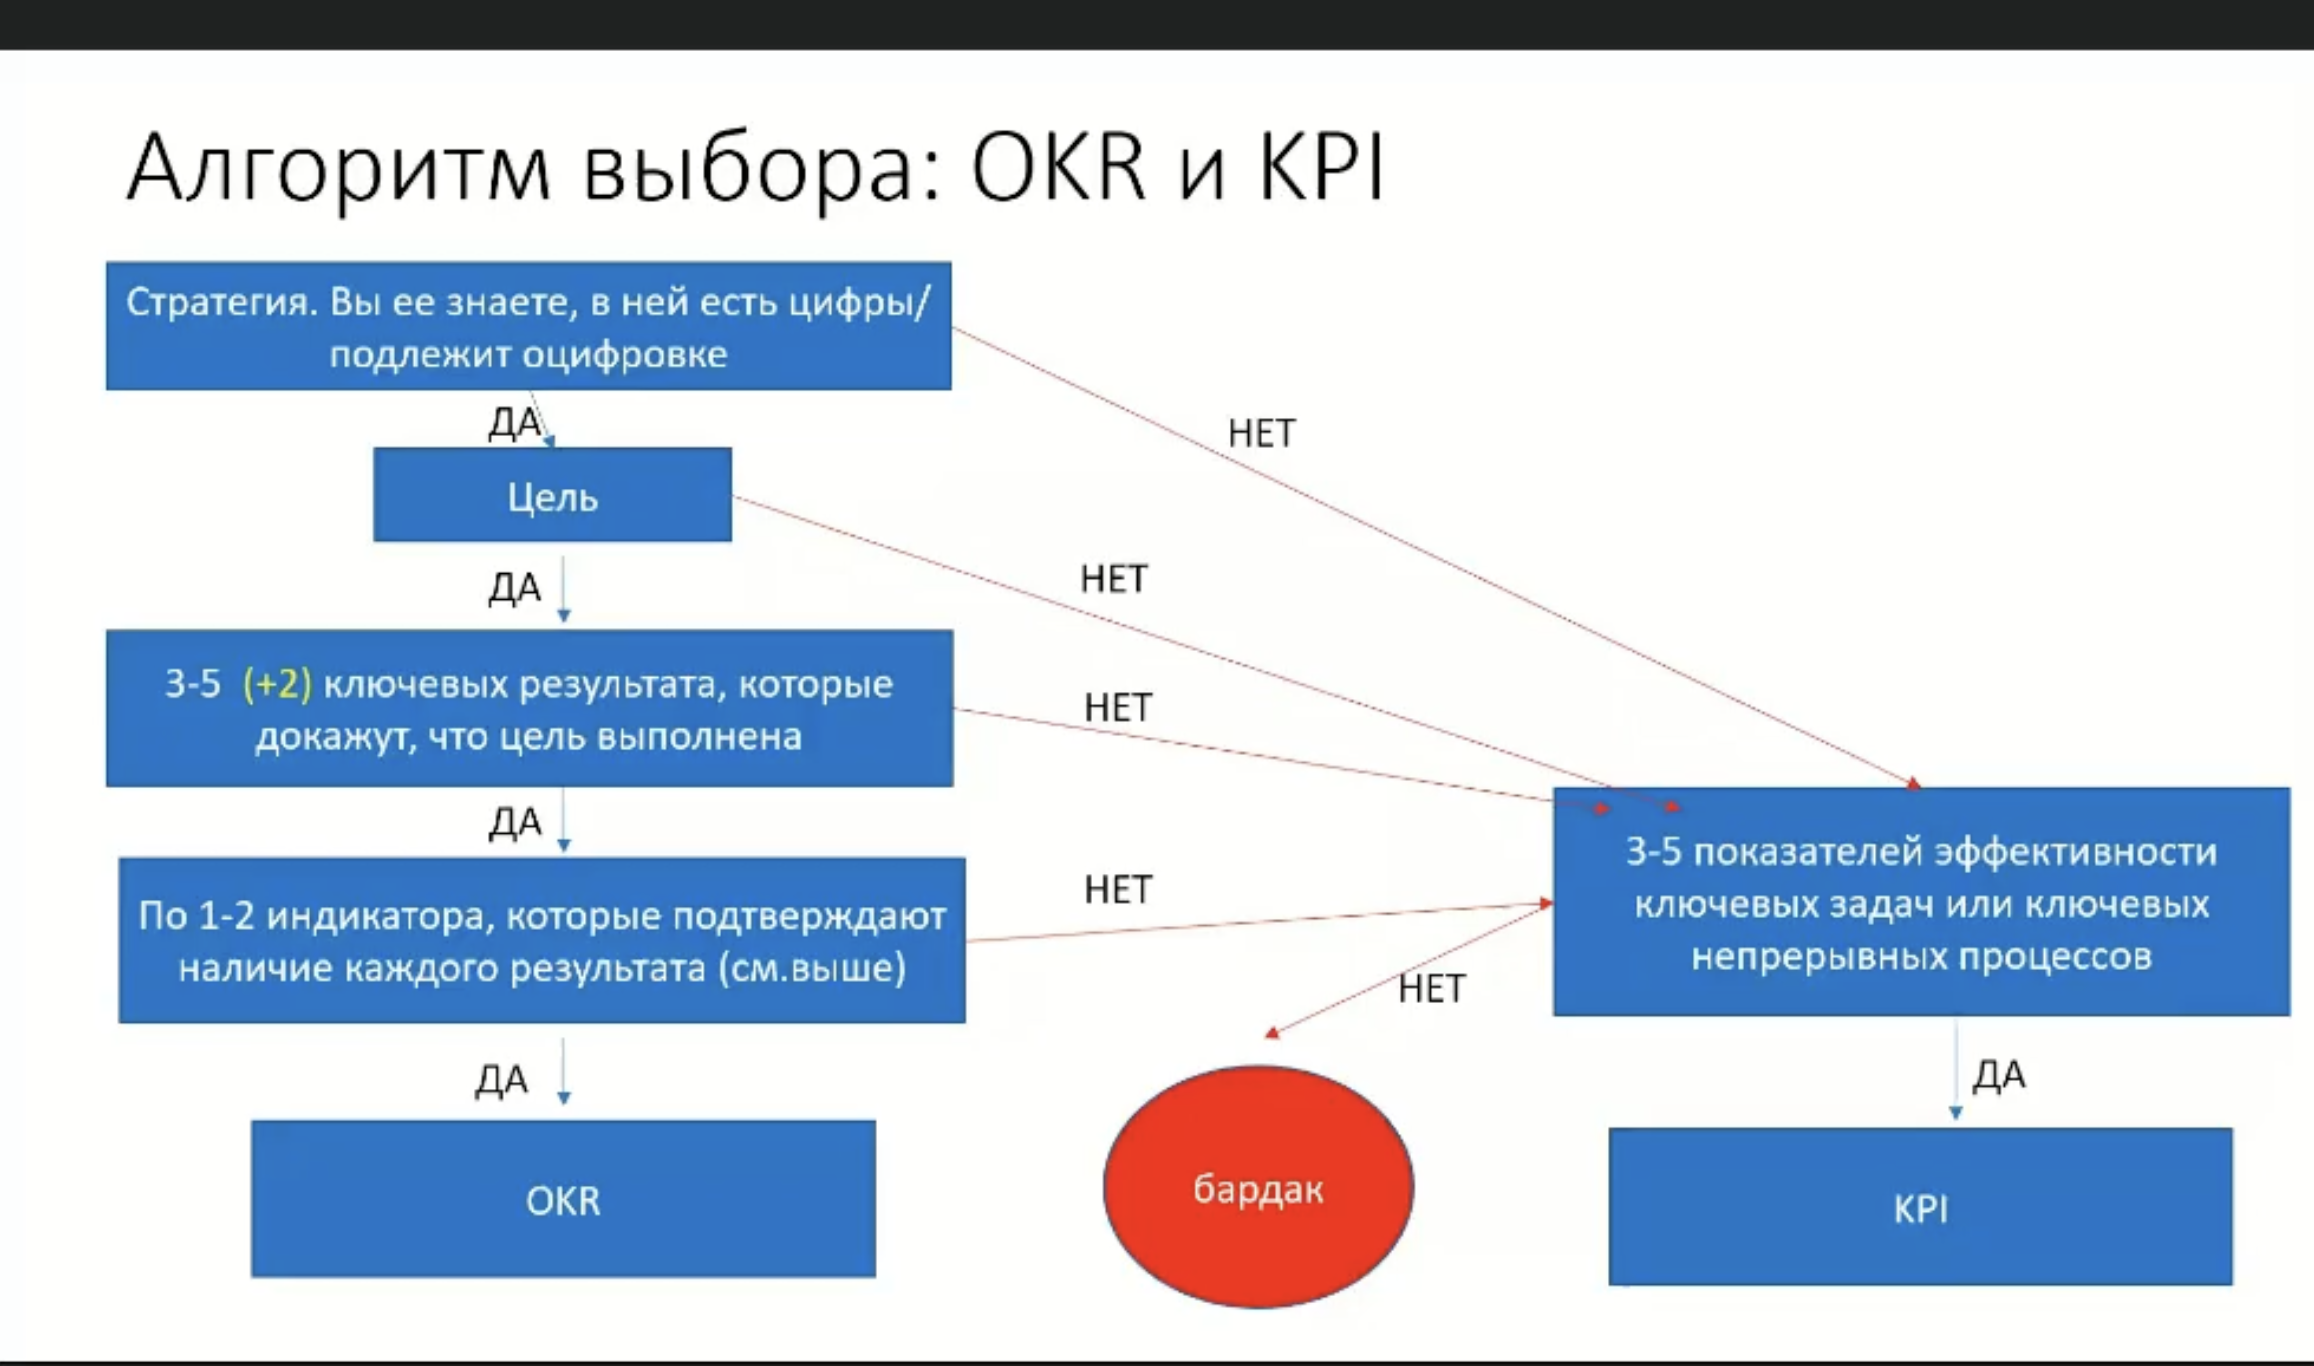 Алгоритм выбора: OKR и KPI
Стратегия. Вы ее знаете, в ней есть цифры/
подлежит оцифровке
ДА
НЕТ
Цель
НЕТ
ДА
3-5 (+2) ключевых результата, которые
докажут, что цель выполнена
НЕТ
ДА
3-5 показателей эффективности
ключевых задач или ключевых
непрерывных процессов
НЕТ
По 1-2 индикатора, которые подтверждают
наличие каждого результата (см.выше)
НЕТ
ДА
ДА
OKR
бардак
KPI